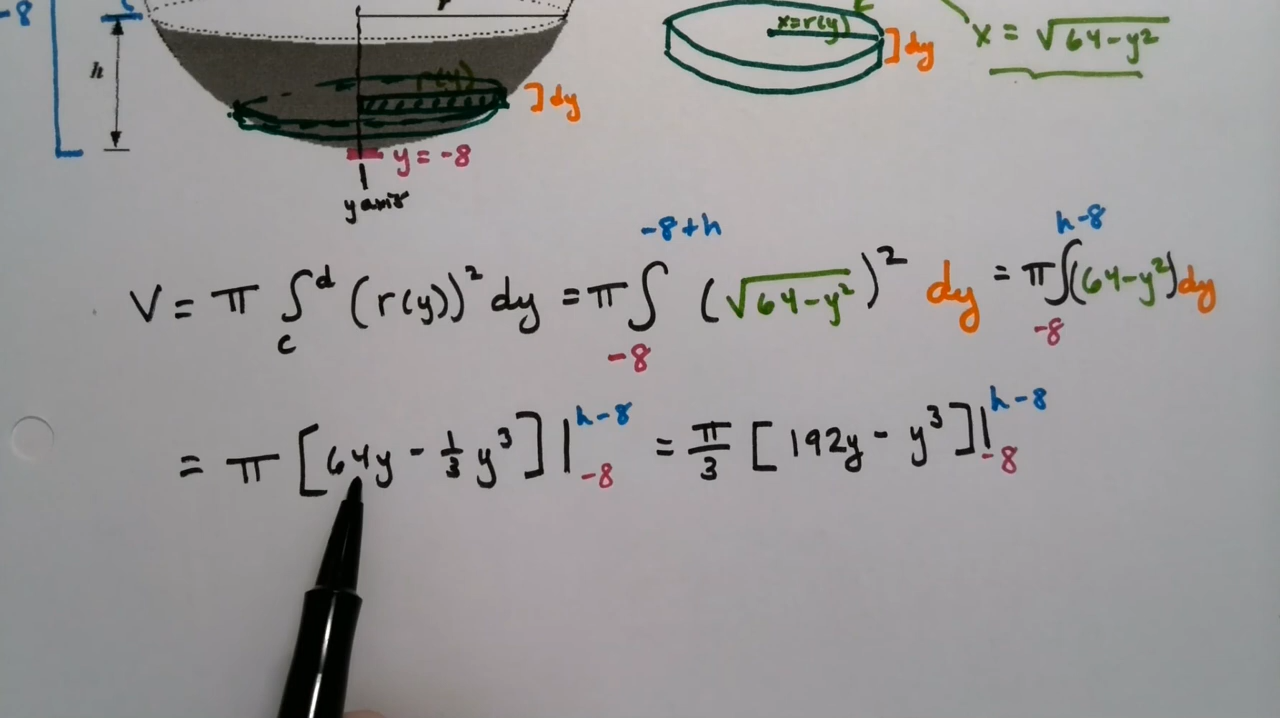 -8
r
h
r(y)
] dy
y = -8
y axis
x=r(y)
] dy
x = √64-y²
V = π ∫_c^d (r(y))² dy = π ∫_{-8}^{-8+h} (√64-y²)² dy = π ∫_{-8}^{h-8} (64-y²) dy
= π [64y - 1/3 y³] |_{-8}^{h-8} = π/3 [192y - y³] |_{-8}^{h-8}